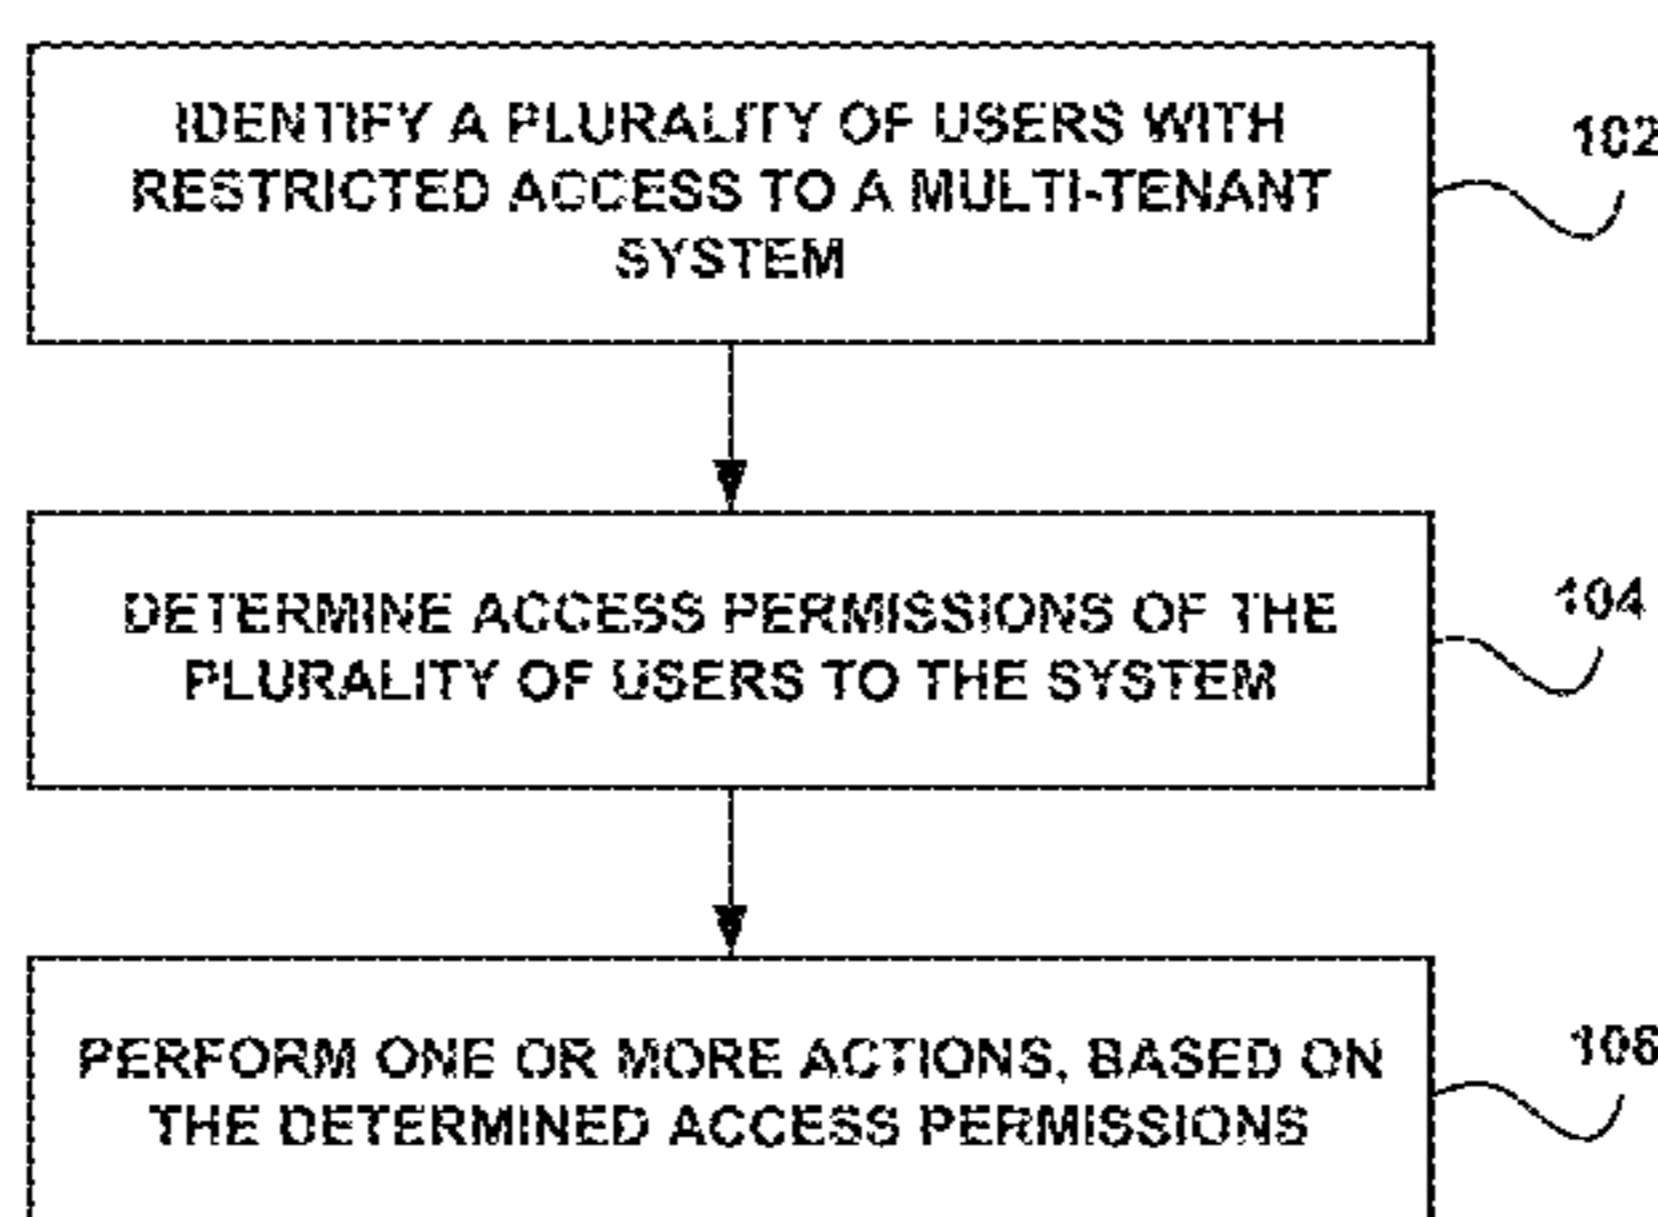 IDENTIFY A PLURALITY OF USERS WITH
RESTRICTED ACCESS TO A MULTI-TENANT
SYSTEM
102
DETERMINE ACCESS PERMISSIONS OF THE
PLURALITY OF USERS TO THE SYSTEM
104
PERFORM ONE OR MORE ACTIONS, BASED ON
THE DETERMINED ACCESS PERMISSIONS
106